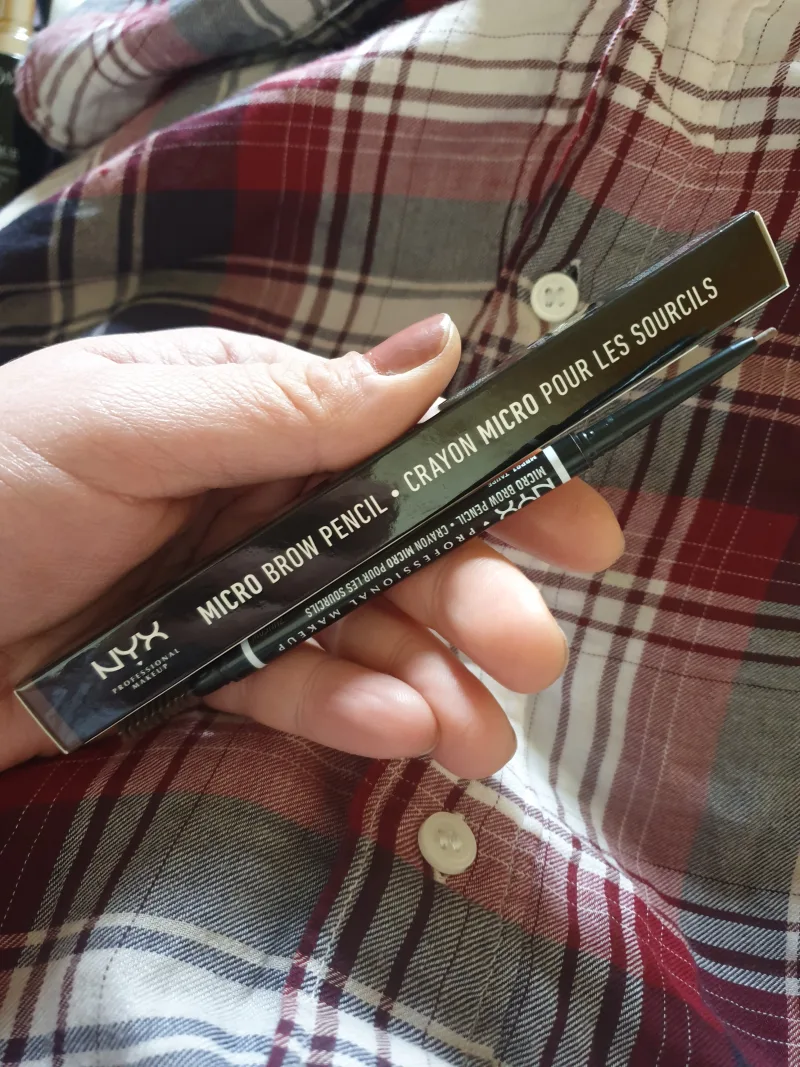 NYX
PROFESSIONAL
MAKEUP
MICRO BROW PENCIL • CRAYON MICRO POUR LES SOURCILS
NYX
PROFESSIONAL MAKEUP
MICRO BROW PENCIL • CRAYON MICRO POUR LES SOURCILS
TAUPE